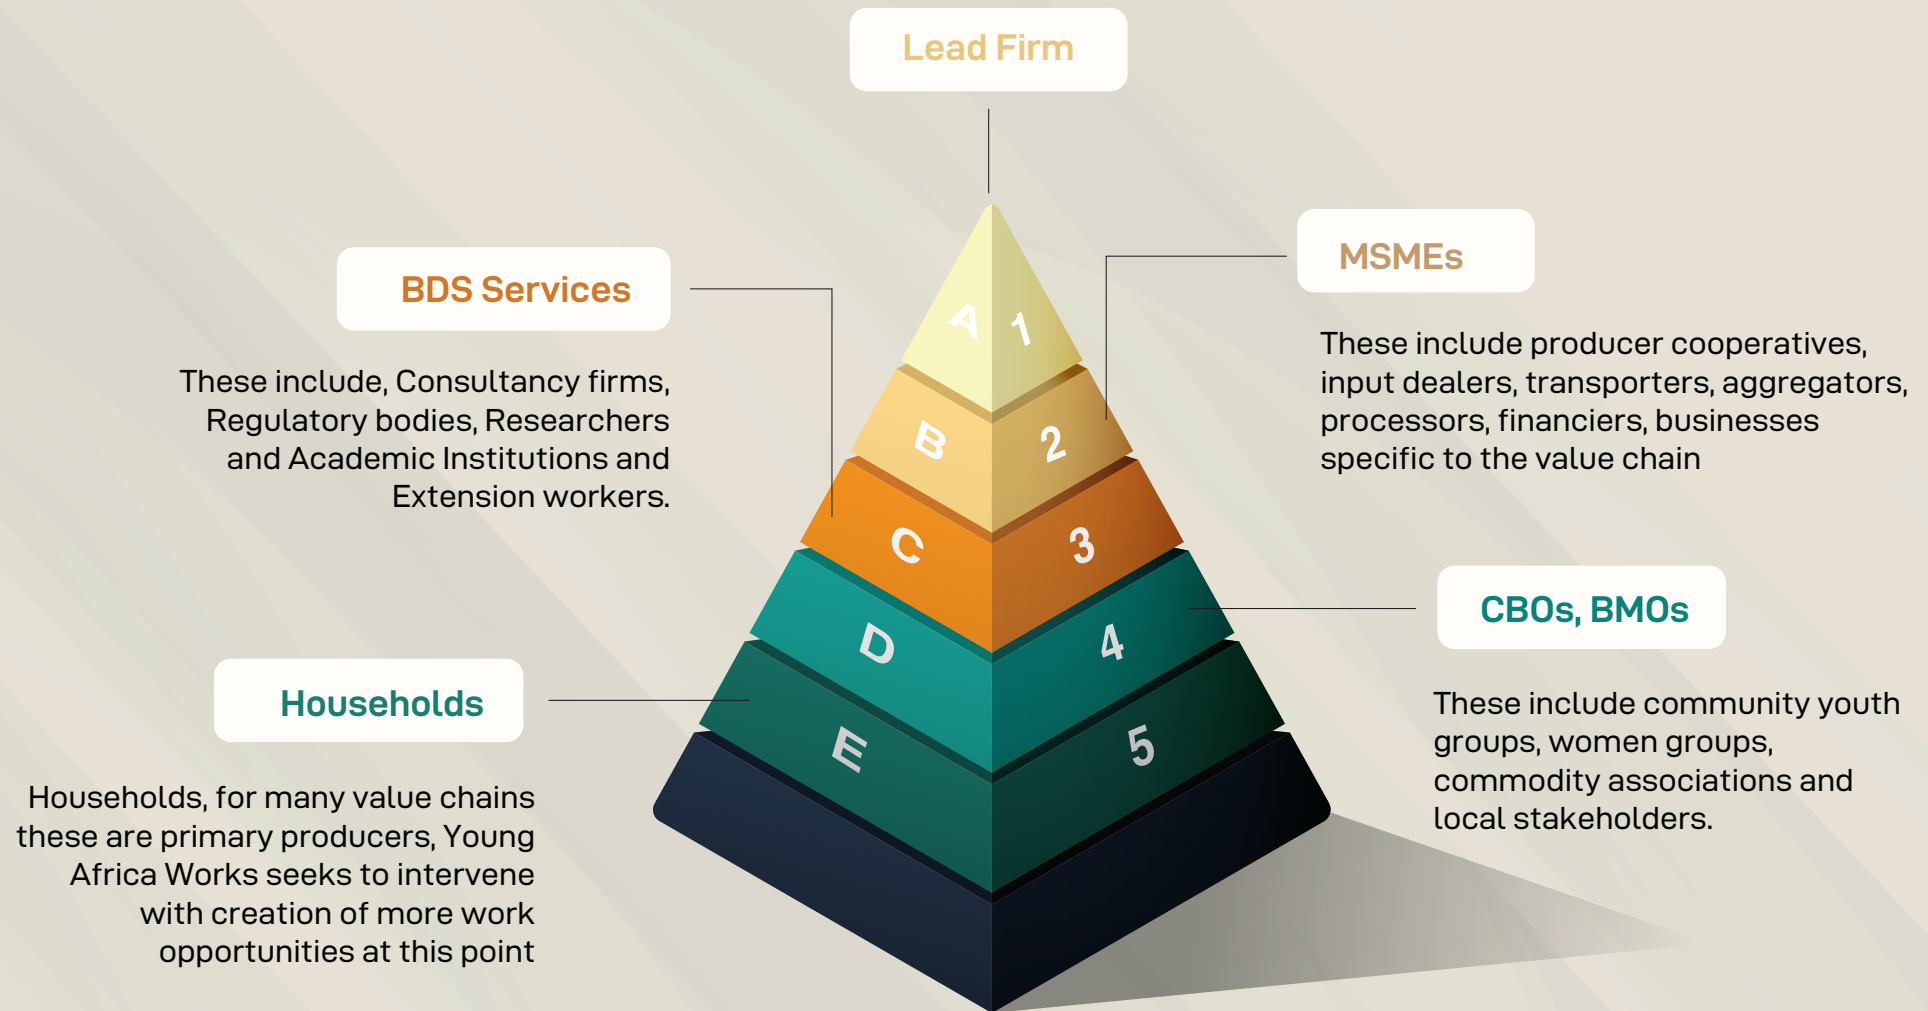 Lead Firm
MSMEs
These include producer cooperatives,
input dealers, transporters, aggregators,
processors, financiers, businesses
specific to the value chain
BDS Services
These include, Consultancy firms,
Regulatory bodies, Researchers
and Academic Institutions and
Extension workers.
CBOs, BMOs
These include community youth
groups, women groups,
commodity associations and
local stakeholders.
Households
Households, for many value chains
these are primary producers, Young
Africa Works seeks to intervene
with creation of more work
opportunities at this point
A 1
B 2
C 3
D 4
E 5